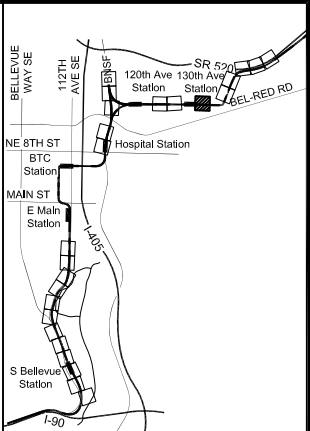 BELLEVUE
WAY SE
112TH
AVE SE
BNSF
SR 520
120th Ave
Station
130th Ave
Station
BEL-RED RD
NE 8TH ST
Hospital Station
BTC
Station
MAIN ST
E Main
Station
I-405
S Bellevue
Station
I-90